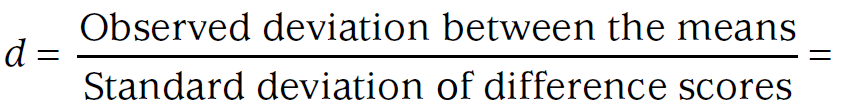 d = Observed deviation between the means =
Standard deviation of difference scores